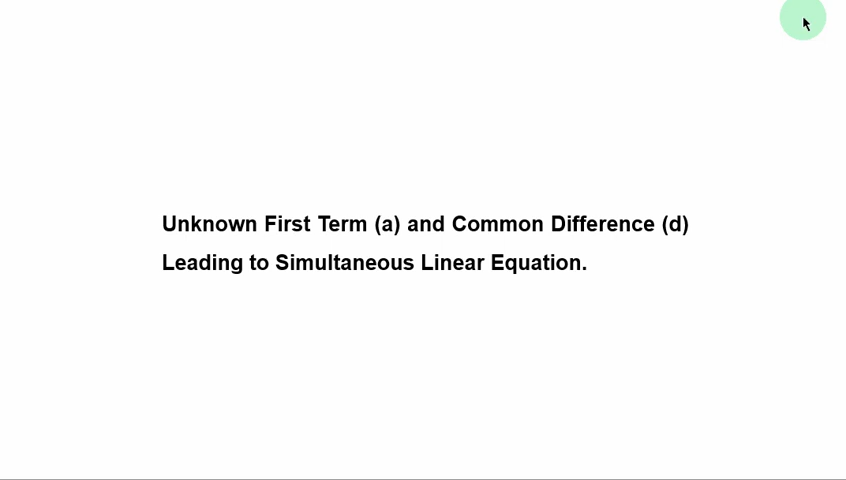 Unknown First Term (a) and Common Difference (d)
Leading to Simultaneous Linear Equation.